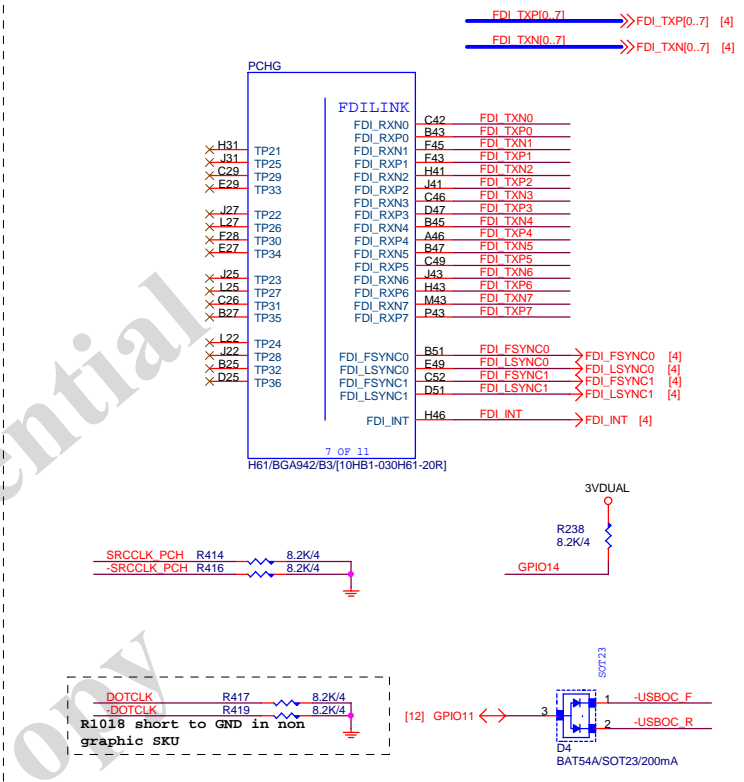 FDI_TXP[0..7] FDI_TXP[0..7] [4]
FDI_TXN[0..7] FDI_TXN[0..7] [4]
PCHG
FDILINK
FDI_RXN0 C42 FDI_TXN0
FDI_RXP0 B43 FDI_TXP0
H31 TP21 FDI_RXN1 F45 FDI_TXN1
J31 TP25 FDI_RXP1 F43 FDI_TXP1
C29 TP29 FDI_RXN2 H41 FDI_TXN2
E29 TP33 FDI_RXP2 J41 FDI_TXP2
FDI_RXN3 C46 FDI_TXN3
J27 TP22 FDI_RXP3 D47 FDI_TXP3
L27 TP26 FDI_RXN4 B45 FDI_TXN4
F28 TP30 FDI_RXP4 A46 FDI_TXP4
E27 TP34 FDI_RXN5 B47 FDI_TXN5
FDI_RXP5 C49 FDI_TXP5
J25 TP23 FDI_RXN6 J43 FDI_TXN6
L25 TP27 FDI_RXP6 H43 FDI_TXP6
C26 TP31 FDI_RXN7 M43 FDI_TXN7
B27 TP35 FDI_RXP7 P43 FDI_TXP7
L22 TP24
J22 TP28 FDI_FSYNC0 B51 FDI_FSYNC0 FDI_FSYNC0 [4]
B25 TP32 FDI_LSYNC0 E49 FDI_LSYNC0 FDI_LSYNC0 [4]
D25 TP36 FDI_FSYNC1 C52 FDI_FSYNC1 FDI_FSYNC1 [4]
FDI_LSYNC1 D51 FDI_LSYNC1 FDI_LSYNC1 [4]
FDI_INT H46 FDI_INT FDI_INT [4]
7 OF 11
H61/BGA942/B3/[10HB1-030H61-20R]
ential
3VDUAL
R238
8.2K/4
GPIO14
SRCCLK_PCH R414 8.2K/4
-SRCCLK_PCH R416 8.2K/4
DOTCLK R417 8.2K/4
-DOTCLK R419 8.2K/4
R1018 short to GND in non
graphic SKU
opy
SOT23
[12] GPIO11 3 1 -USBOC_F
2 -USBOC_R
D4
BAT54A/SOT23/200mA